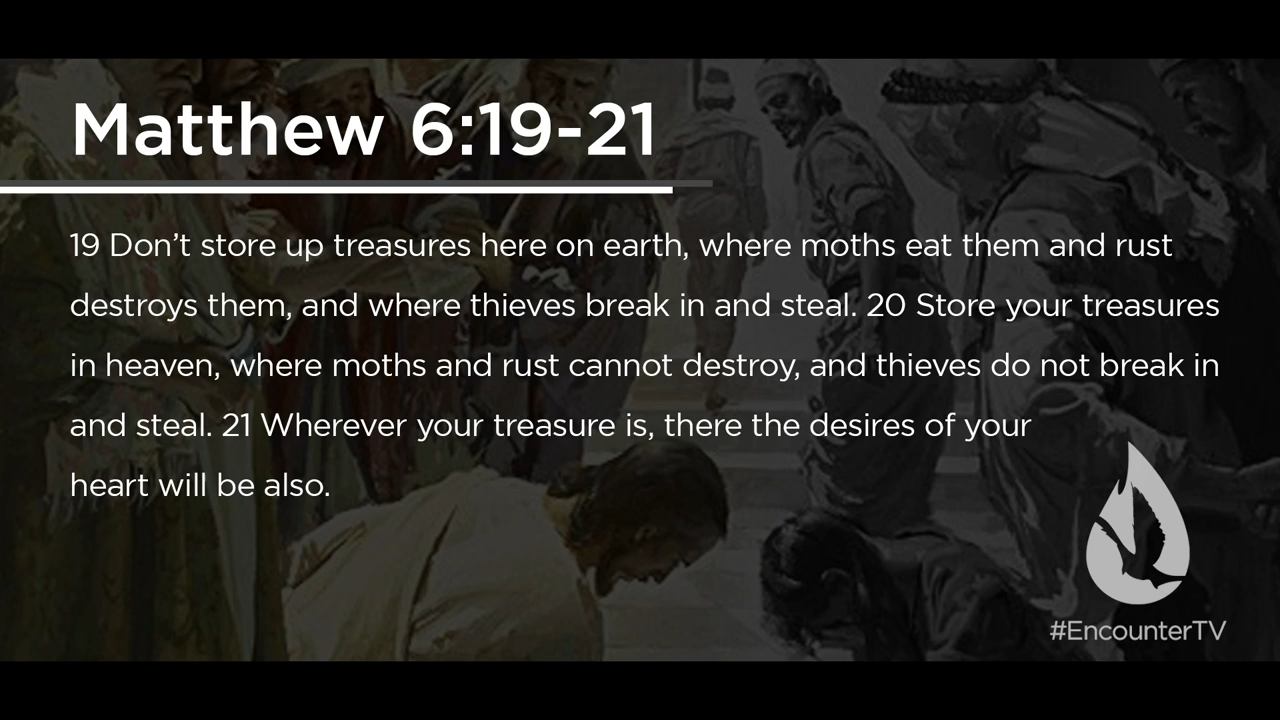 Matthew 6:19-21
19 Don’t store up treasures here on earth, where moths eat them and rust
destroys them, and where thieves break in and steal. 20 Store your treasures
in heaven, where moths and rust cannot destroy, and thieves do not break in
and steal. 21 Wherever your treasure is, there the desires of your
heart will be also.
#EncounterTV